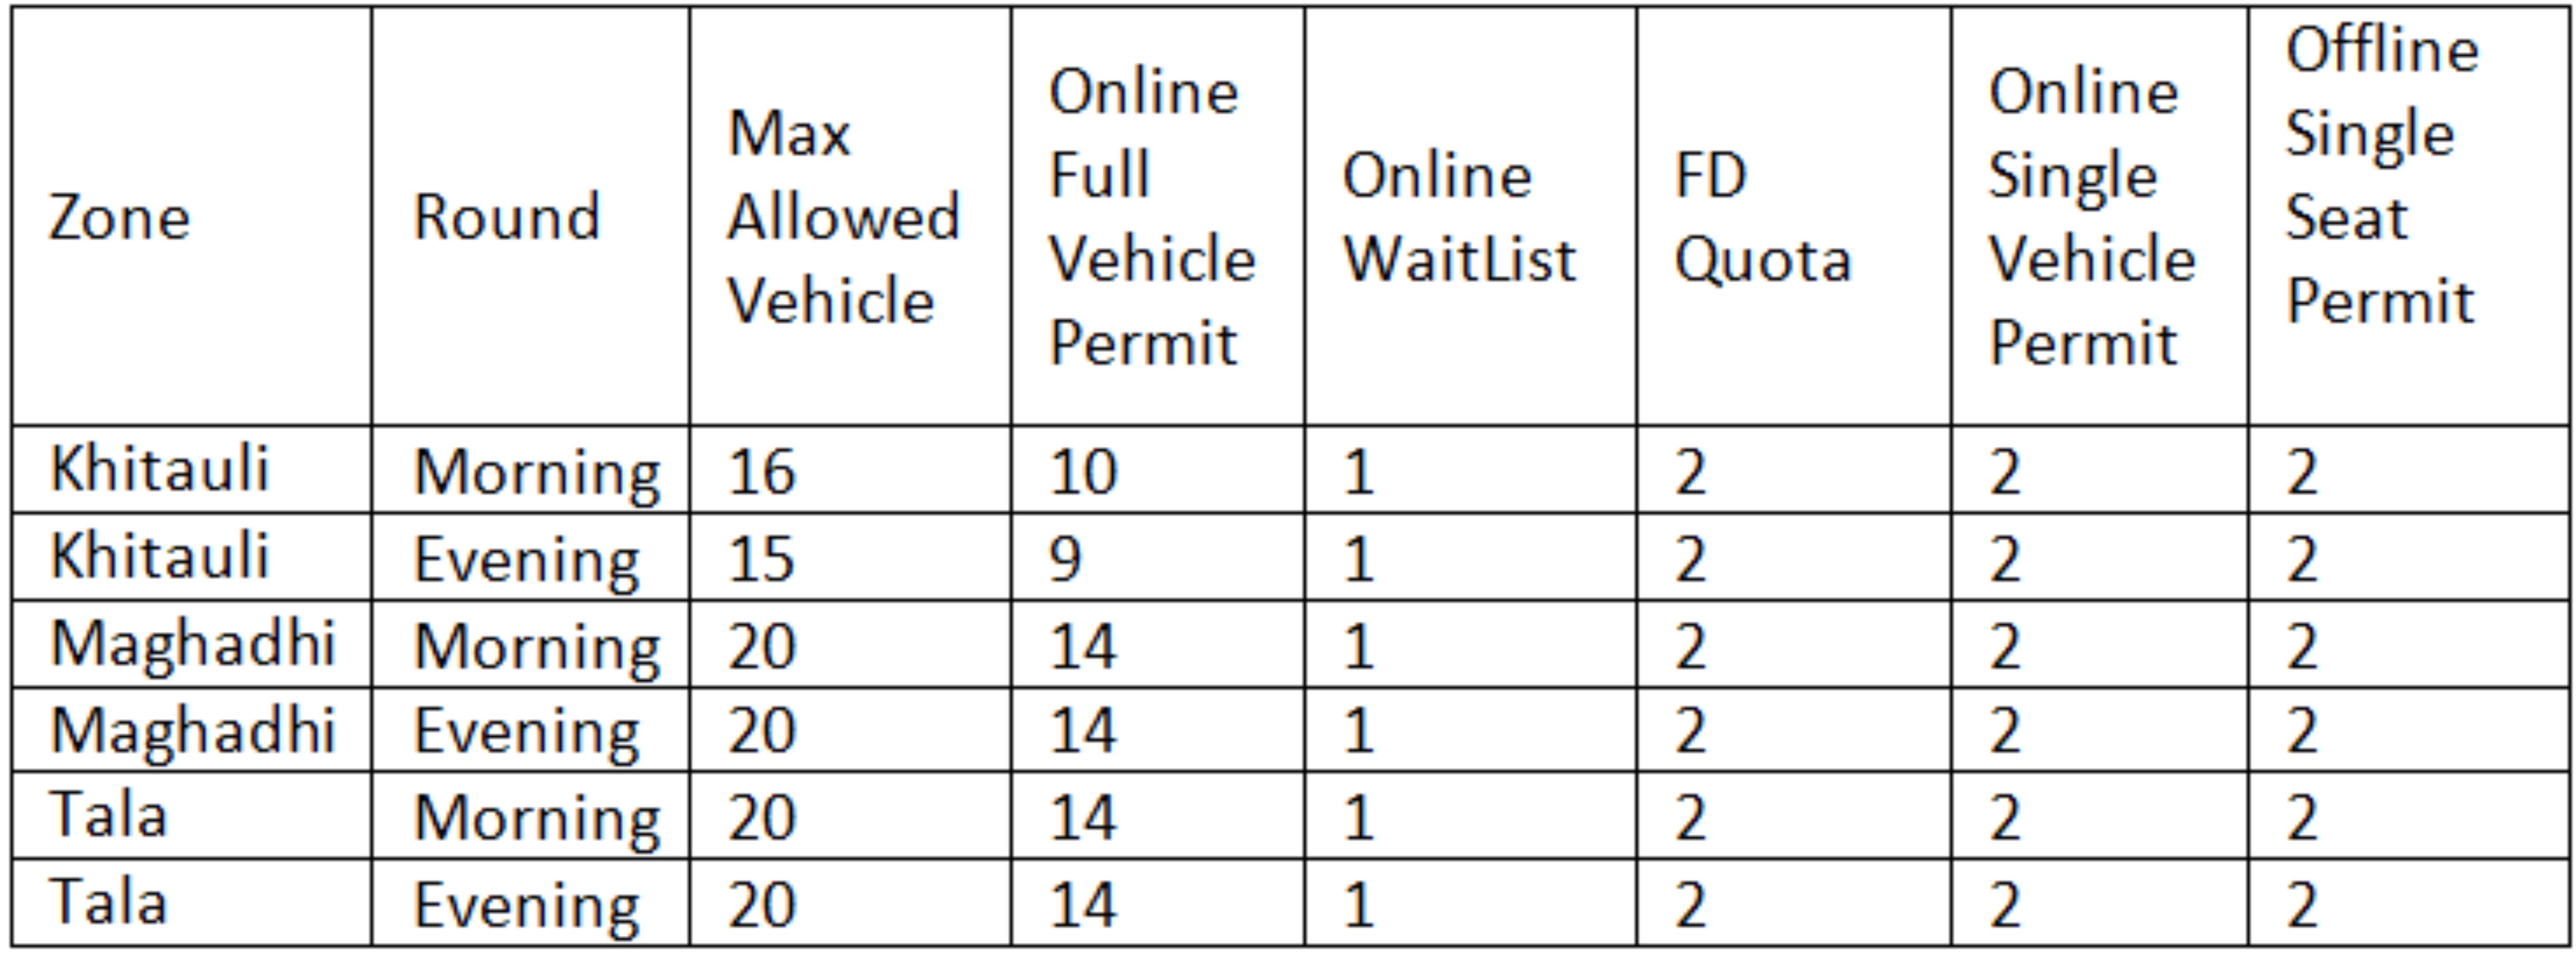 Zone Round Max Allowed Vehicle Online Full Vehicle Permit Online WaitList FD Quota Online Single Vehicle Permit Offline Single Seat Permit
Khitauli Morning 16 10 1 2 2 2
Khitauli Evening 15 9 1 2 2 2
Maghadhi Morning 20 14 1 2 2 2
Maghadhi Evening 20 14 1 2 2 2
Tala Morning 20 14 1 2 2 2
Tala Evening 20 14 1 2 2 2